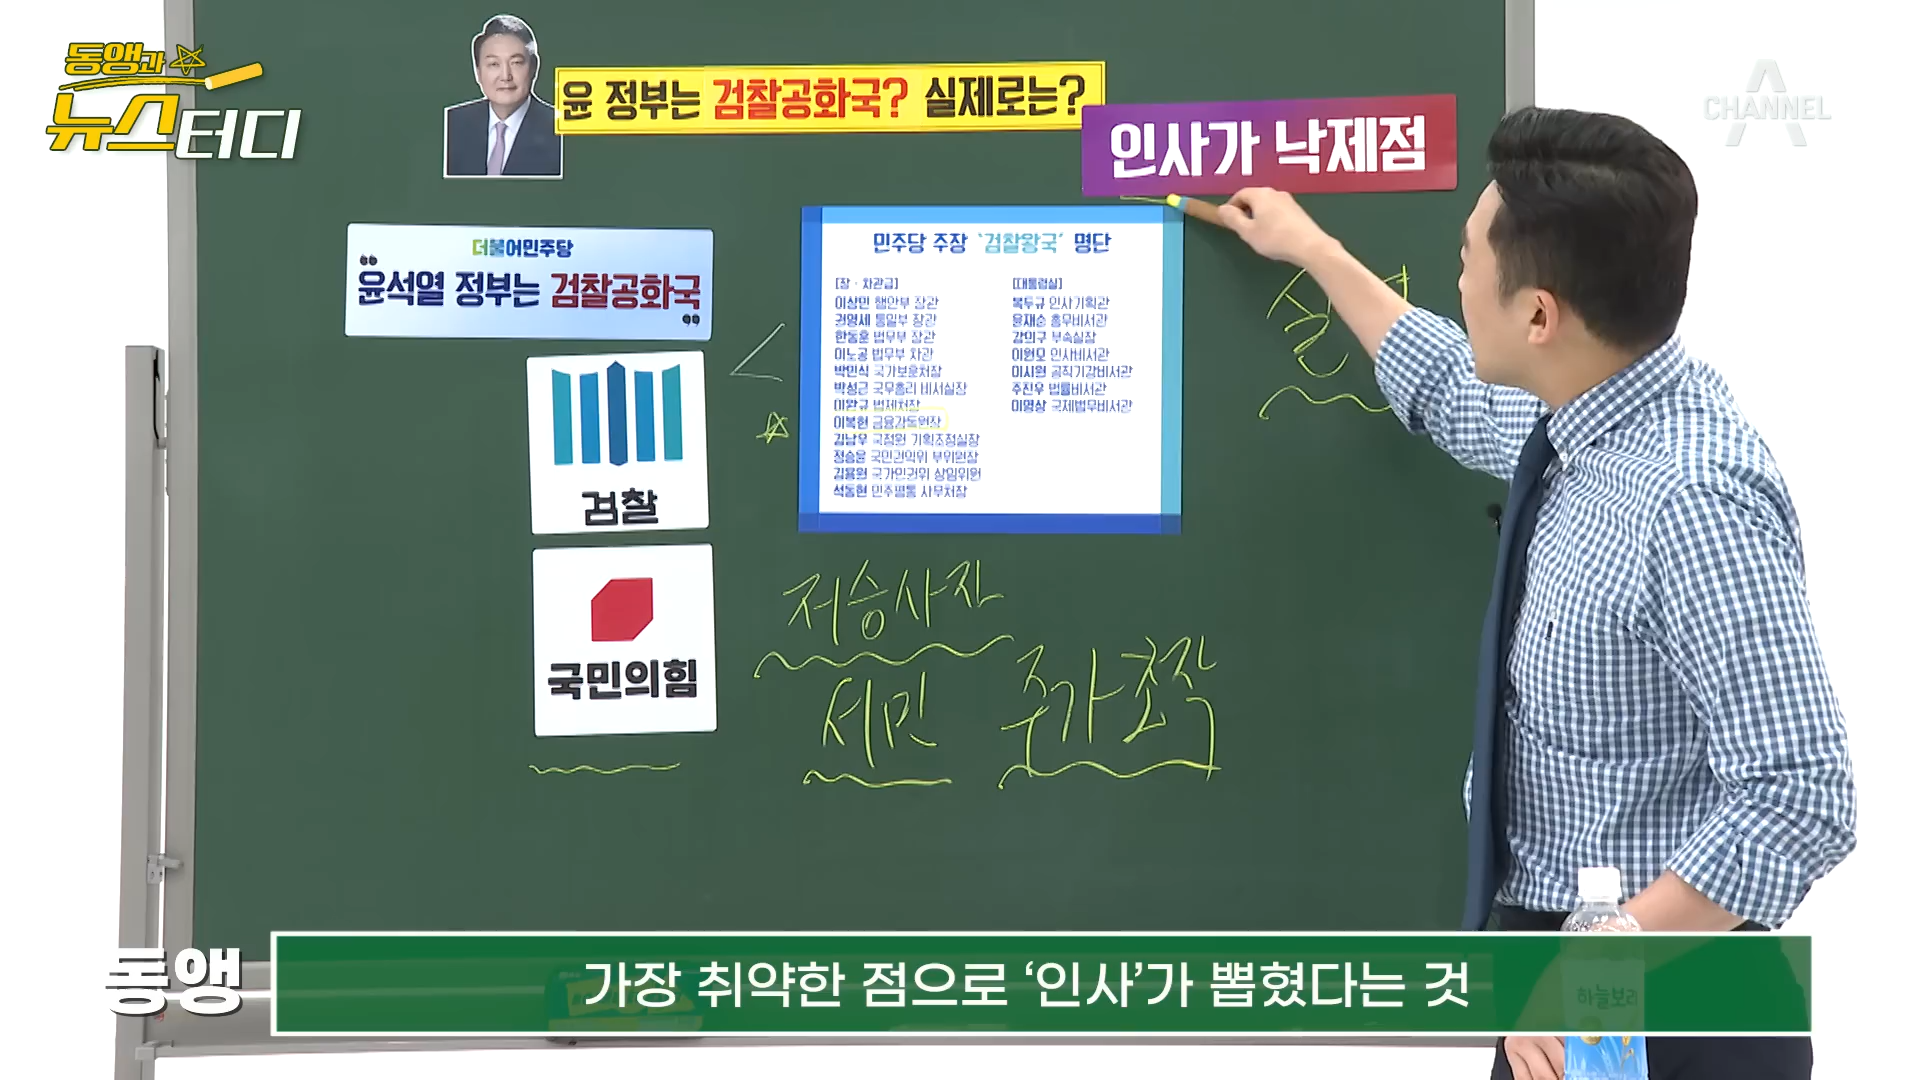 동앵과
뉴스터디
CHANNEL A
윤 정부는 검찰공화국? 실제로는?
인사가 낙제점
더불어민주당
“윤석열 정부는 검찰공화국”
검찰
국민의힘
민주당 주장 ‘검찰왕국’ 명단
[장·차관급]
이상민 행안부 장관
권영세 통일부 장관
한동훈 법무부 장관
이노공 법무부 차관
박민식 국가보훈처장
박성근 국무총리 비서실장
이완규 법제처장
이복현 금융감독원장
김남우 국정원 기획조정실장
정승윤 국민권익위 부위원장
김용원 국가인권위 상임위원
석동현 민주평통 사무처장
[대통령실]
복두규 인사기획관
윤재순 총무비서관
강의구 부속실장
이원모 인사비서관
이시원 공직기강비서관
주진우 법률비서관
이영상 국제법무비서관
저승사자
서민
주가조작
동앵
가장 취약한 점으로 ‘인사’가 뽑혔다는 것
하늘보리